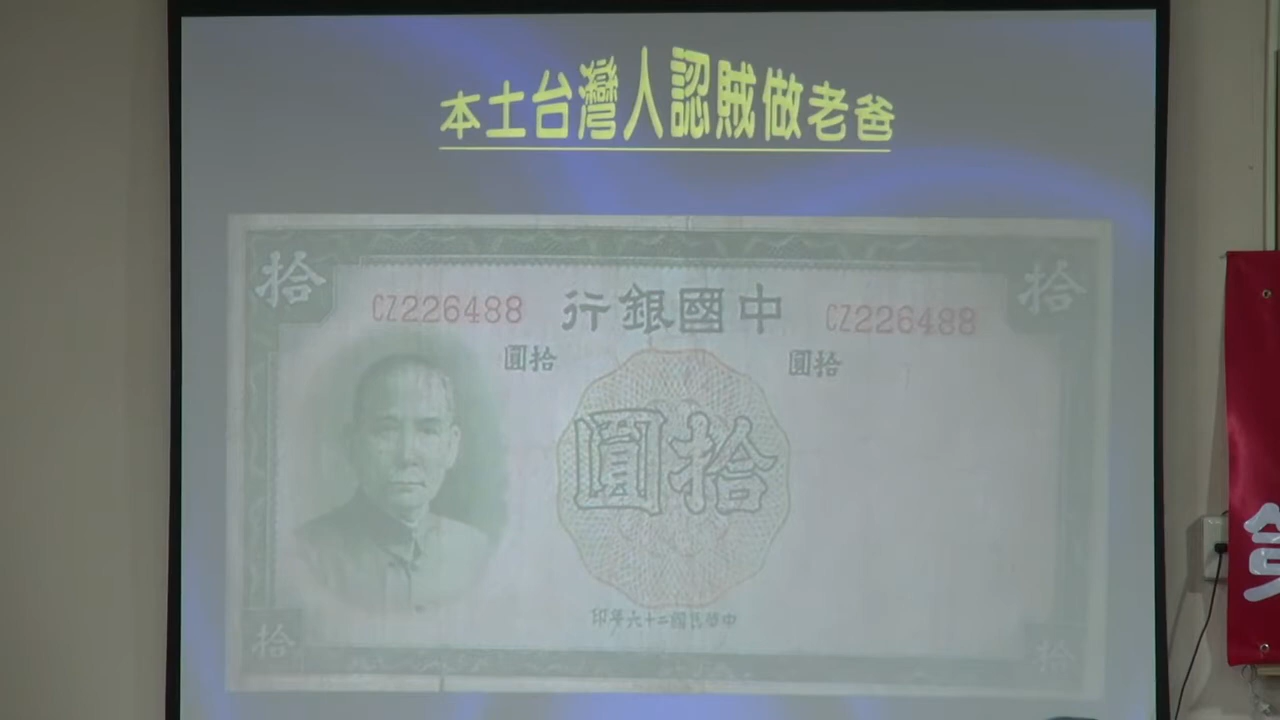 本土台灣人認賊做老爸
拾 拾
CZ226488 行銀國中 CZ226488
圓拾 圓拾
圓拾
印年六十二國民華中
拾 拾